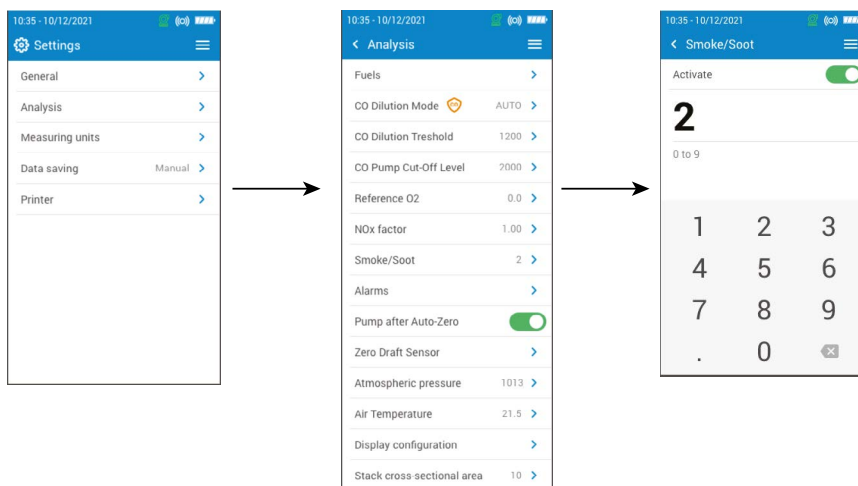 10:35 - 10/12/2021
Settings
General
Analysis
Measuring units
Data saving Manual
Printer
10:35 - 10/12/2021
Analysis
Fuels
CO Dilution Mode CO AUTO
CO Dilution Treshold 1200
CO Pump Cut-Off Level 2000
Reference O2 0.0
NOx factor 1.00
Smoke/Soot 2
Alarms
Pump after Auto-Zero
Zero Draft Sensor
Atmospheric pressure 1013
Air Temperature 21.5
Display configuration
Stack cross-sectional area 10
10:35 - 10/12/2021
Smoke/Soot
Activate
2
0 to 9
1 2 3
4 5 6
7 8 9
. 0